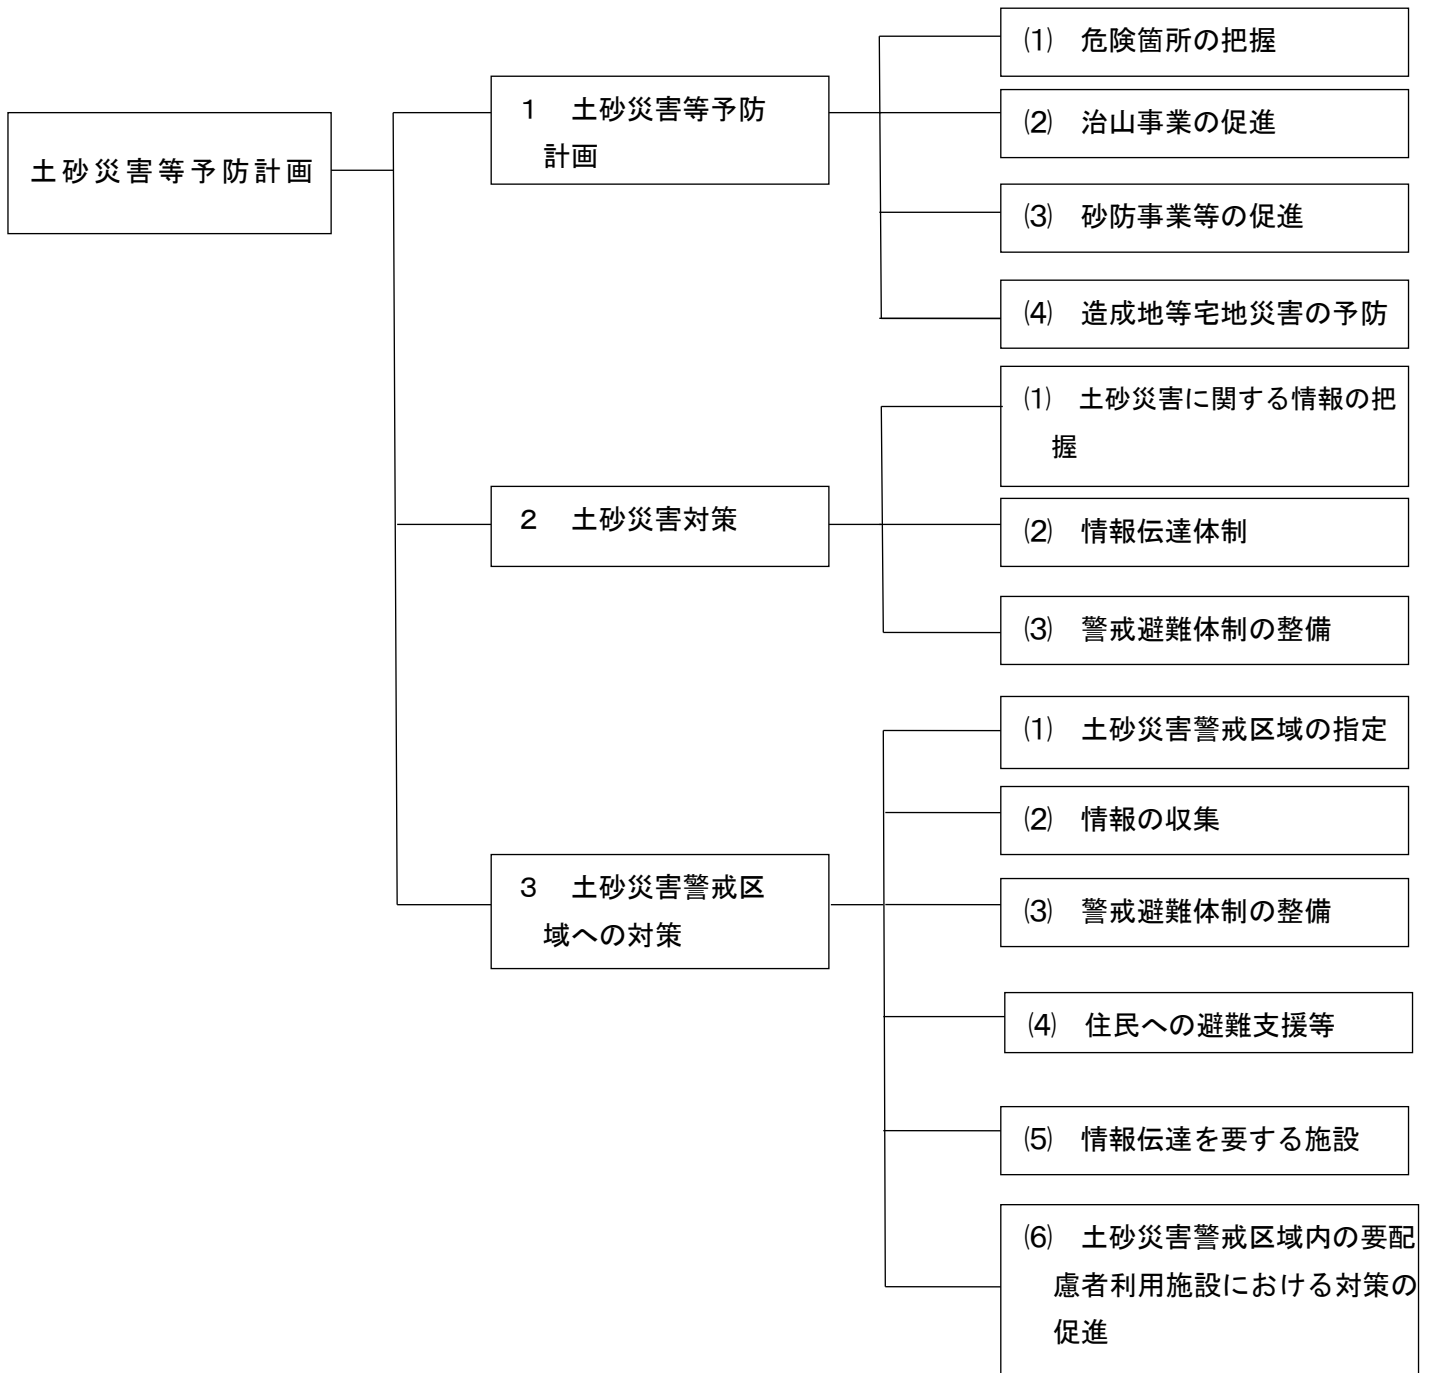 土砂災害等予防計画
1　土砂災害等予防
計画
⑴　危険箇所の把握
⑵　治山事業の促進
⑶　砂防事業等の促進
⑷　造成地等宅地災害の予防
2　土砂災害対策
⑴　土砂災害に関する情報の把
握
⑵　情報伝達体制
⑶　警戒避難体制の整備
3　土砂災害警戒区
域への対策
⑴　土砂災害警戒区域の指定
⑵　情報の収集
⑶　警戒避難体制の整備
⑷　住民への避難支援等
⑸　情報伝達を要する施設
⑹　土砂災害警戒区域内の要配
慮者利用施設における対策の
促進